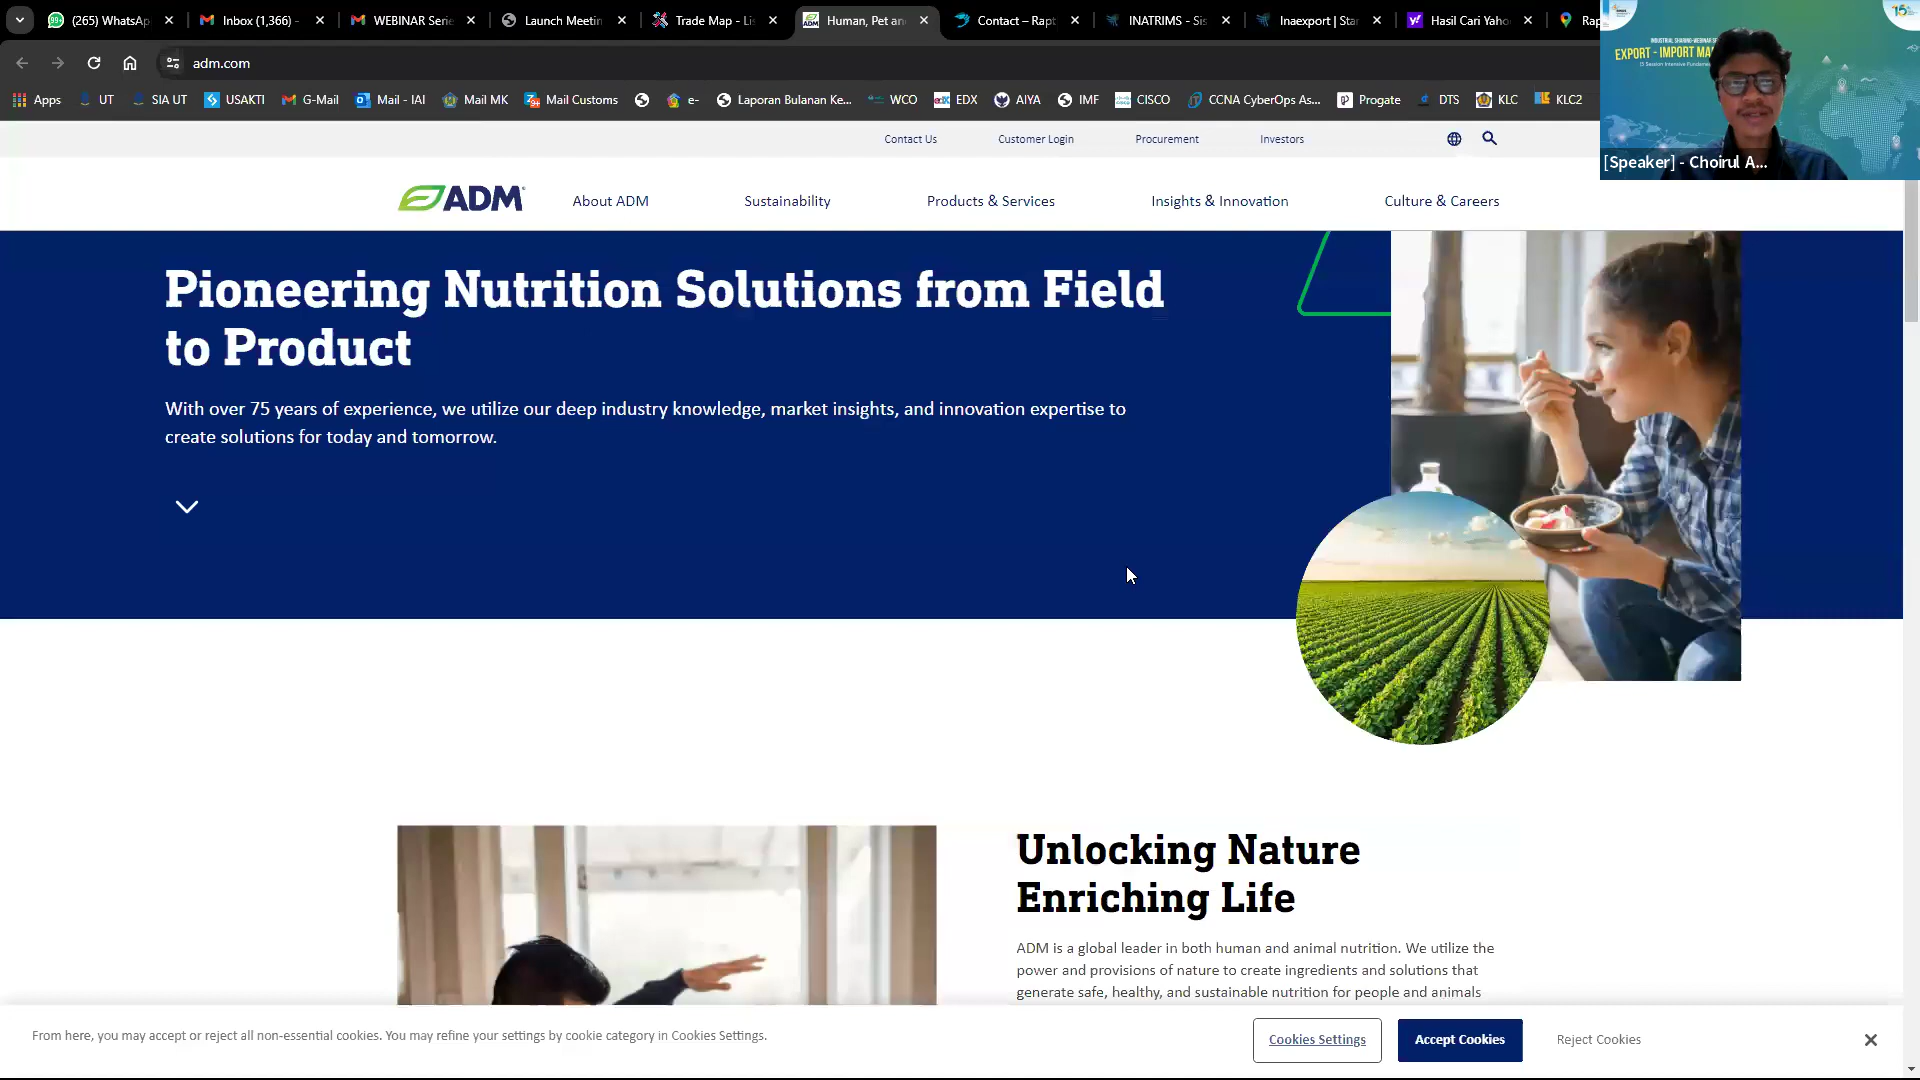 (265) WhatsAp
Inbox (1,366) -
WEBINAR Serie
Launch Meetin
Trade Map - Lis
Human, Pet an
Contact – Rapt
INATRIMS - Sis
Inaexport | Sta
Hasil Cari Yaho
Rap
adm.com
Apps
UT
SIA UT
USAKTI
G-Mail
Mail - IAI
Mail MK
Mail Customs
e-
Laporan Bulanan Ke...
WCO
EDX
AIYA
IMF
CISCO
CCNA CyberOps As...
Progate
DTS
KLC
KLC2
EXPORT - IMPORT MA
[Speaker] - Choirul A...
Contact Us
Customer Login
Procurement
Investors
ADM
About ADM
Sustainability
Products & Services
Insights & Innovation
Culture & Careers
Pioneering Nutrition Solutions from Field
to Product
With over 75 years of experience, we utilize our deep industry knowledge, market insights, and innovation expertise to
create solutions for today and tomorrow.
Unlocking Nature
Enriching Life
ADM is a global leader in both human and animal nutrition. We utilize the
power and provisions of nature to create ingredients and solutions that
generate safe, healthy, and sustainable nutrition for people and animals
From here, you may accept or reject all non-essential cookies. You may refine your settings by cookie category in Cookies Settings.
Cookies Settings
Accept Cookies
Reject Cookies